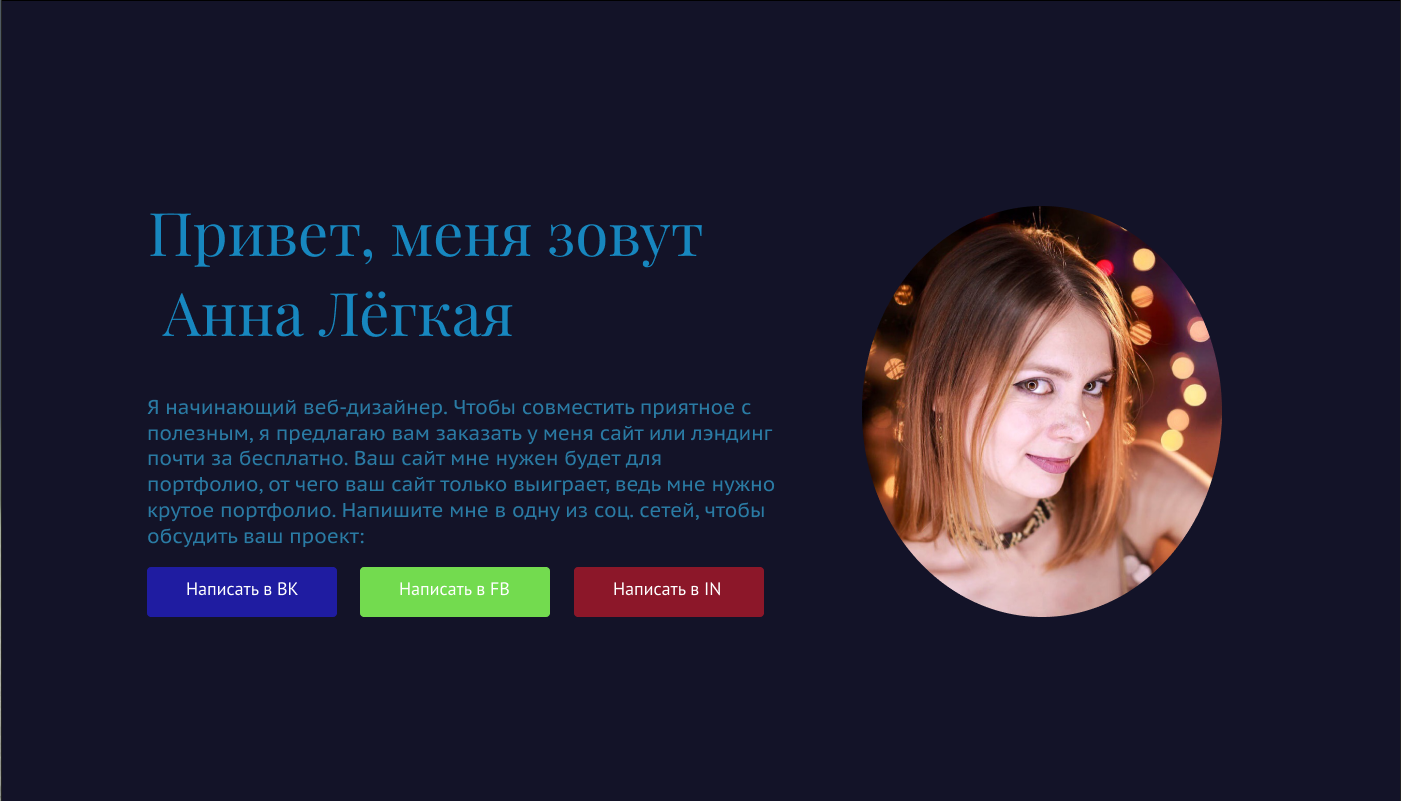 Привет, меня зовут
Анна Лёгкая
Я начинающий веб-дизайнер. Чтобы совместить приятное с
полезным, я предлагаю вам заказать у меня сайт или лэндинг
почти за бесплатно. Ваш сайт мне нужен будет для
портфолио, от чего ваш сайт только выиграет, ведь мне нужно
крутое портфолио. Напишите мне в одну из соц. сетей, чтобы
обсудить ваш проект:
Написать в ВК
Написать в FB
Написать в IN